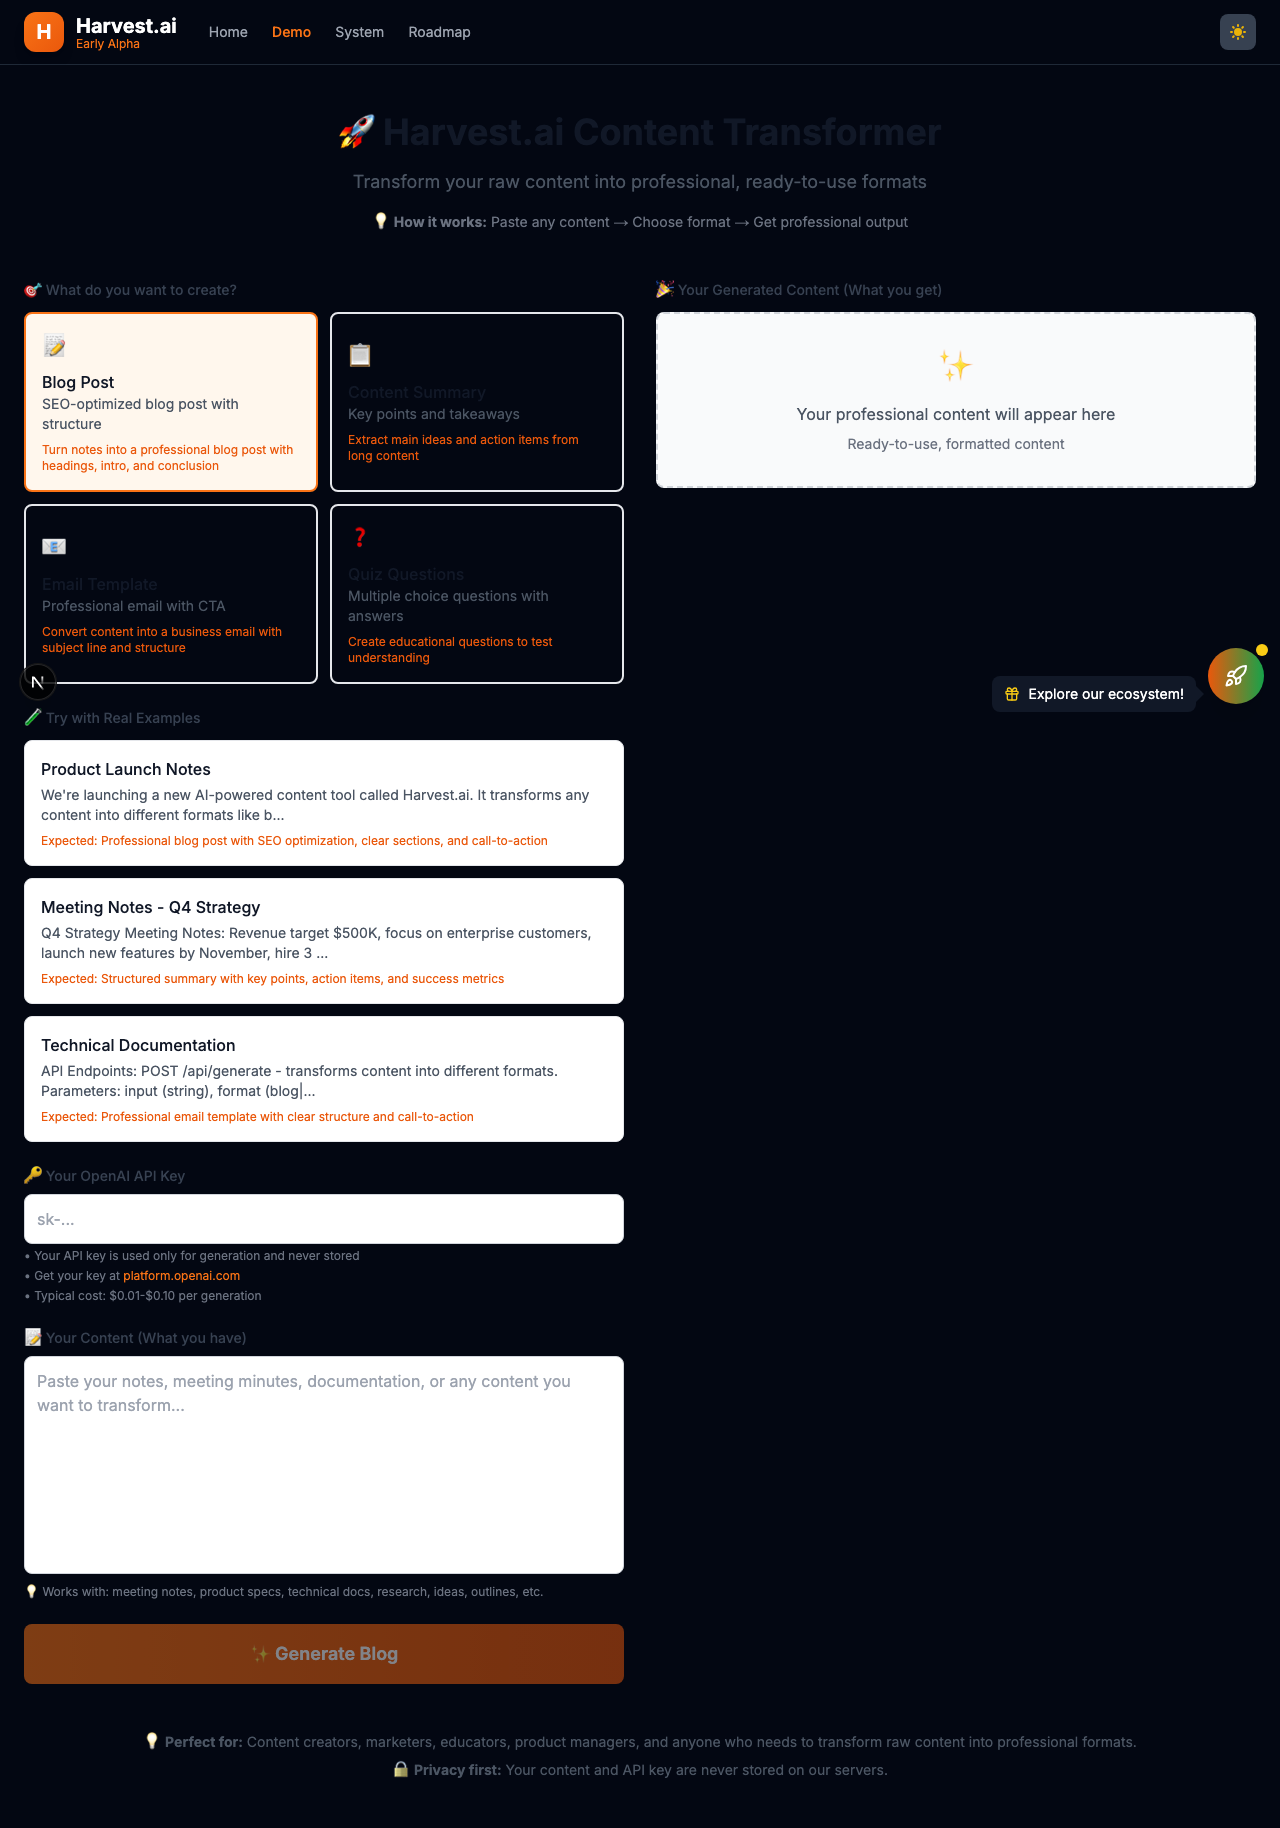 H
Harvest.ai
Early Alpha
Home
Demo
System
Roadmap
🚀 Harvest.ai Content Transformer
Transform your raw content into professional, ready-to-use formats
💡 How it works: Paste any content → Choose format → Get professional output
🎯 What do you want to create?
📝
Blog Post
SEO-optimized blog post with
structure
Turn notes into a professional blog post with
headings, intro, and conclusion
📋
Content Summary
Key points and takeaways
Extract main ideas and action items from
long content
📧
Email Template
Professional email with CTA
Convert content into a business email with
subject line and structure
❓
Quiz Questions
Multiple choice questions with
answers
Create educational questions to test
understanding
N
🧪 Try with Real Examples
Product Launch Notes
We're launching a new AI-powered content tool called Harvest.ai. It transforms any
content into different formats like b...
Expected: Professional blog post with SEO optimization, clear sections, and call-to-action
Meeting Notes - Q4 Strategy
Q4 Strategy Meeting Notes: Revenue target $500K, focus on enterprise customers,
launch new features by November, hire 3 ...
Expected: Structured summary with key points, action items, and success metrics
Technical Documentation
API Endpoints: POST /api/generate - transforms content into different formats.
Parameters: input (string), format (blog|...
Expected: Professional email template with clear structure and call-to-action
🔑 Your OpenAI API Key
sk-...
• Your API key is used only for generation and never stored
• Get your key at platform.openai.com
• Typical cost: $0.01-$0.10 per generation
📝 Your Content (What you have)
Paste your notes, meeting minutes, documentation, or any content you
want to transform...
💡 Works with: meeting notes, product specs, technical docs, research, ideas, outlines, etc.
✨ Generate Blog
🎉 Your Generated Content (What you get)
✨
Your professional content will appear here
Ready-to-use, formatted content
Explore our ecosystem!
💡 Perfect for: Content creators, marketers, educators, product managers, and anyone who needs to transform raw content into professional formats.
🔒 Privacy first: Your content and API key are never stored on our servers.